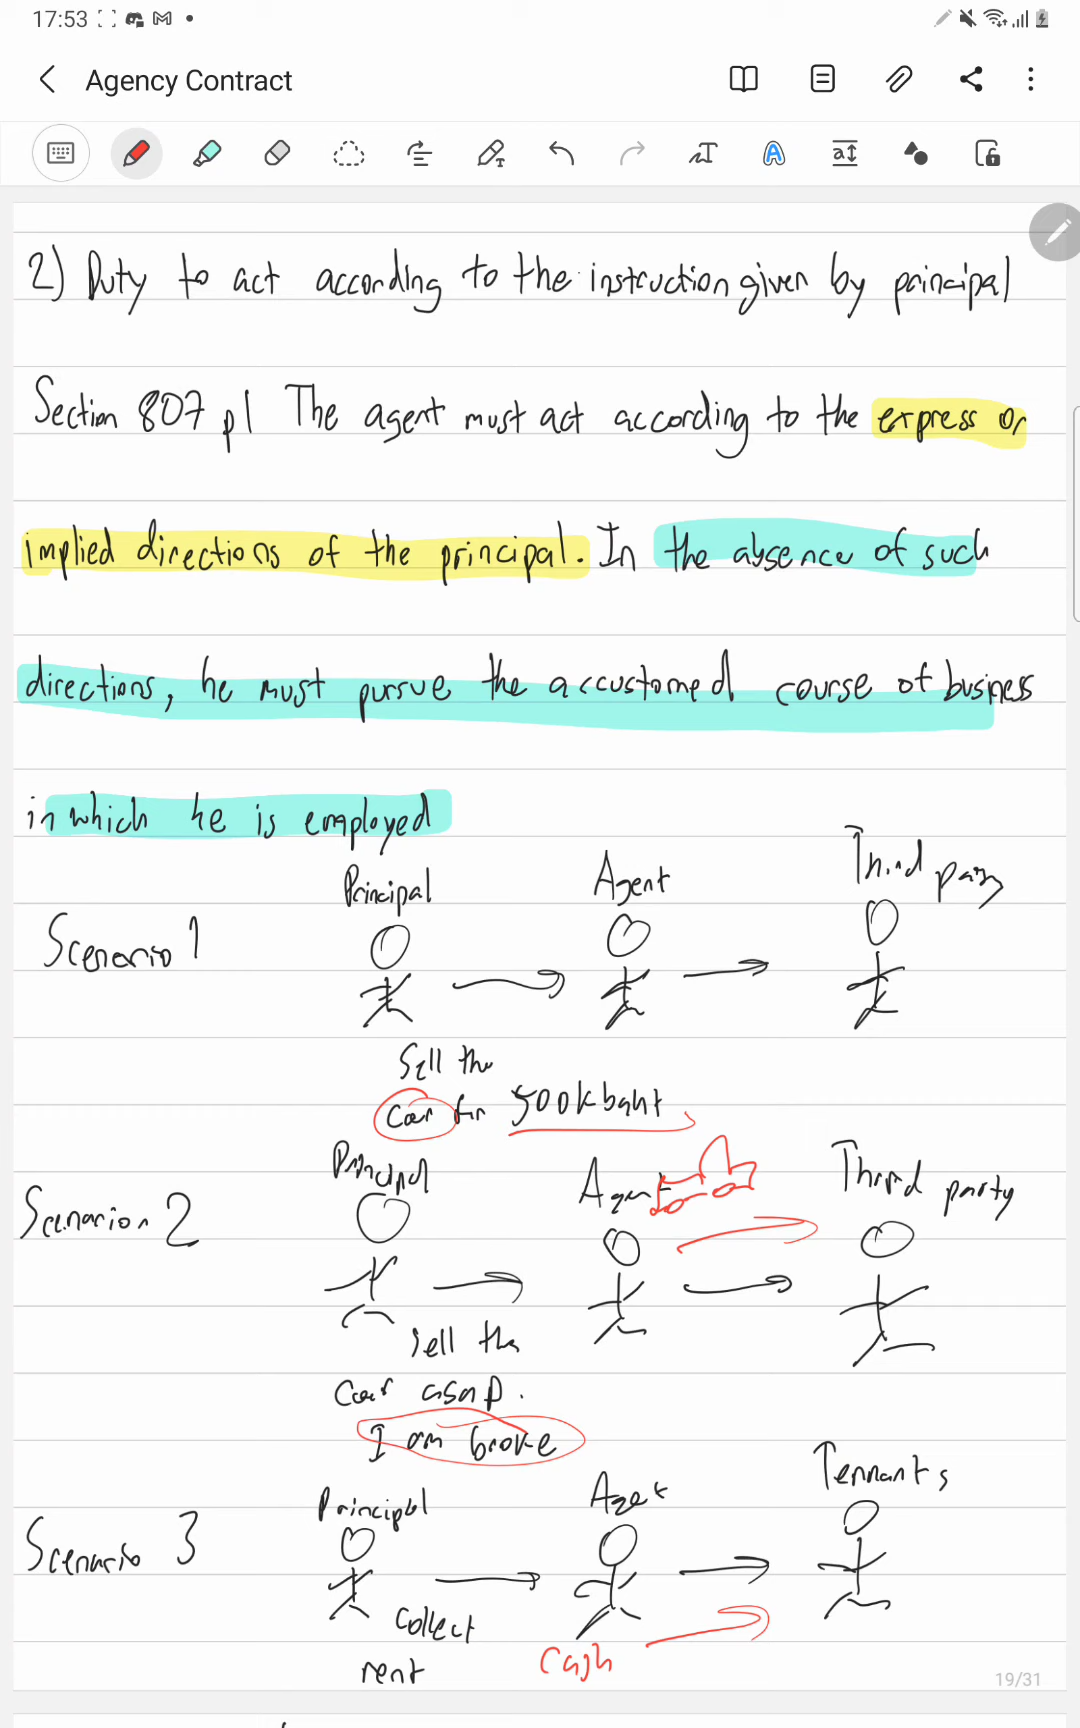 17:53
Agency Contract
2) Duty to act according to the instruction given by principal
Section 807 p1 The agent must act according to the express or
implied directions of the principal. In the absence of such
directions, he must pursue the accustomed course of business
in which he is employed
Principal Agent Third party
Scenario 1
Sell the
Car for 500k baht
Principal Agent Third party
Scenarion 2
Sell the
Car asap.
I am broke
Principal Agent Tennants
Scenario 3
Collect
rent
Cash
19/31